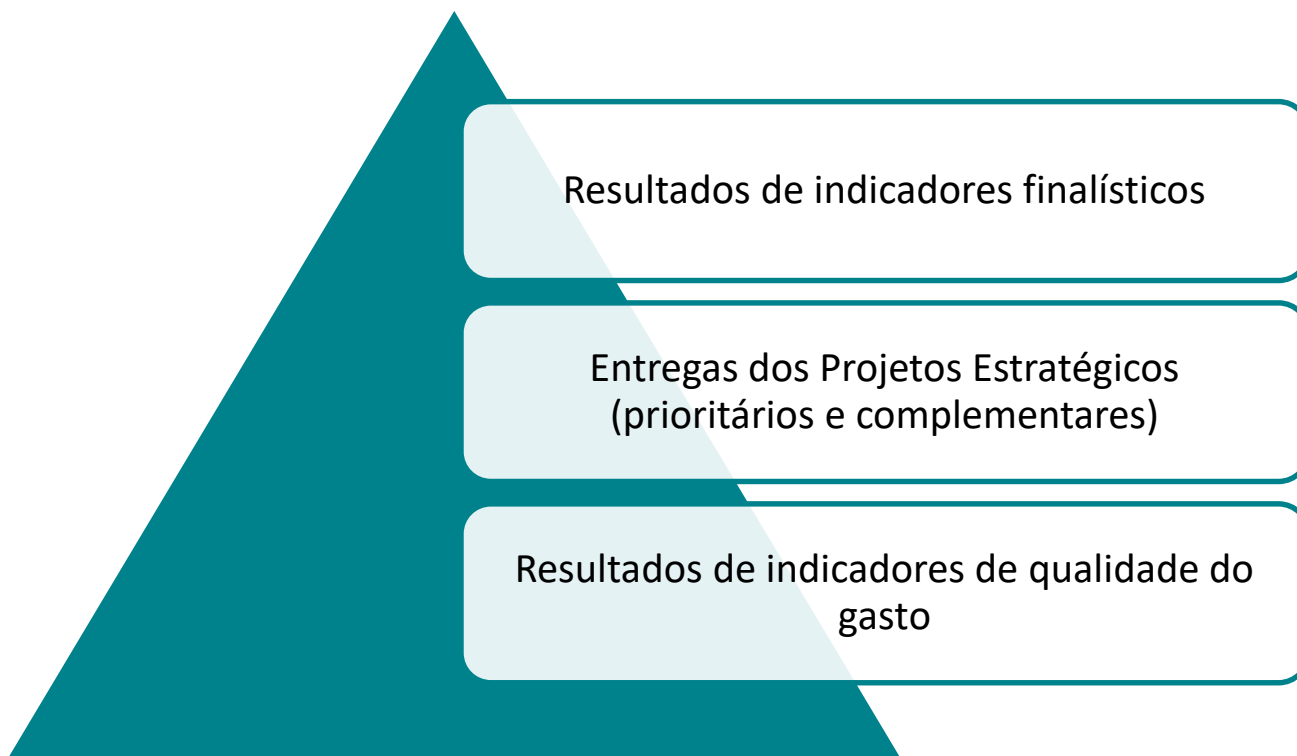 Resultados de indicadores finalísticos
Entregas dos Projetos Estratégicos
(prioritários e complementares)
Resultados de indicadores de qualidade do
gasto